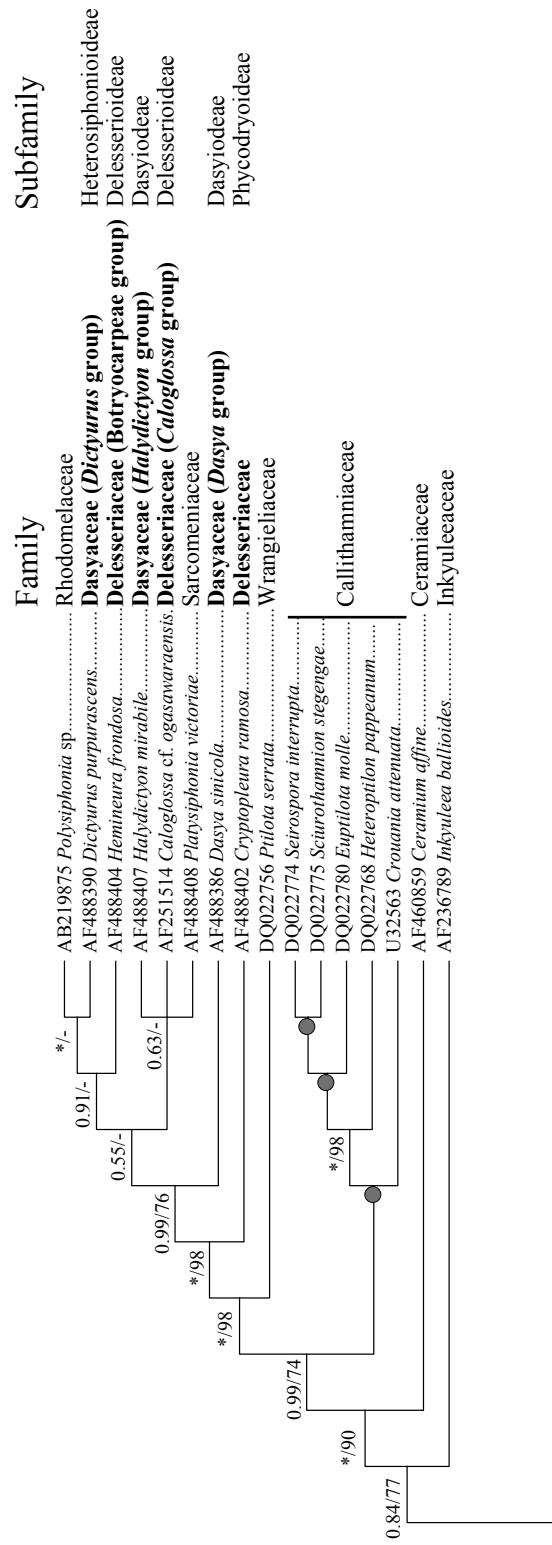 Family Subfamily
AB219875 Polysiphonia sp. Rhodomelaceae
AF488390 Dictyurus purpurascens Dasyaceae (Dictyurus group) Heterosiphonioideae
AF488404 Hemineura frondosa Delesseriaceae (Botryocarpeae group) Delesserioideae
AF488407 Halydictyon mirabile Dasyaceae (Halydictyon group) Dasyiodeae
AF251514 Caloglossa cf. ogasawaraensis Delesseriaceae (Caloglossa group) Delesserioideae
AF488408 Platysiphonia victoriae Sarcomeniaceae
AF488386 Dasya sinicola Dasyaceae (Dasya group) Dasyiodeae
AF488402 Cryptopleura ramosa Delesseriaceae Phycodryoideae
DQ022756 Ptilota serrata Wrangieliaceae
DQ022774 Seirospora interrupta
DQ022775 Sciurothamnion stegengae
DQ022780 Euptilota molle Callithamniaceae
DQ022768 Heteroptilon pappeanum
U32563 Crouania attenuata
AF460859 Ceramium affine Ceramiaceae
AF236789 Inkyuleea ballioides Inkyuleeaceae
*/-
0.91/-
0.55/-
0.63/-
0.99/76
*/98
*/98
*/98
0.99/74
*/90
0.84/77